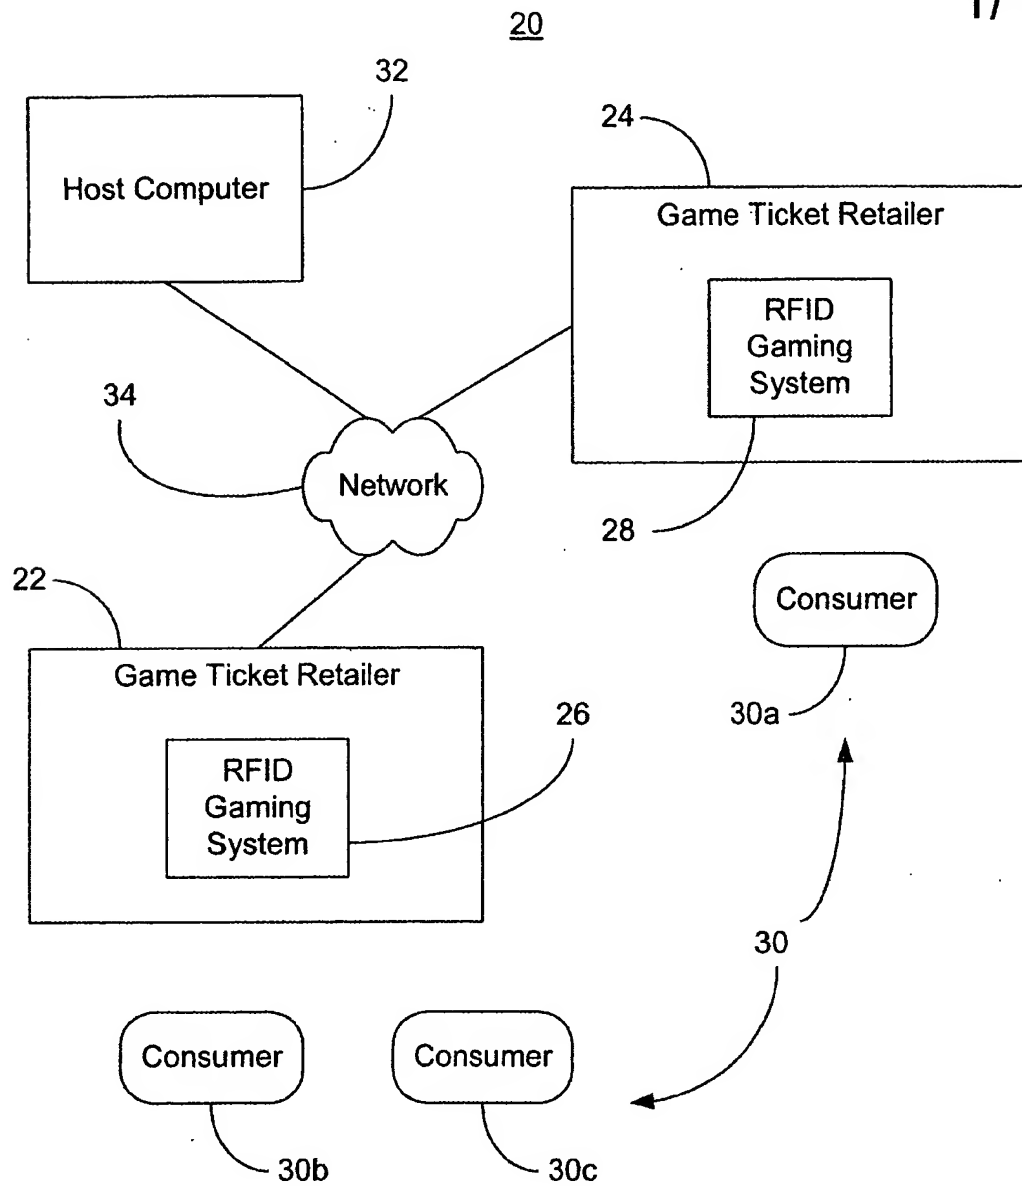 20
1/
32
Host Computer
24
Game Ticket Retailer
RFID
Gaming
System
34
Network
28
22
Consumer
Game Ticket Retailer
30a
26
RFID
Gaming
System
30
Consumer
Consumer
30b
30c